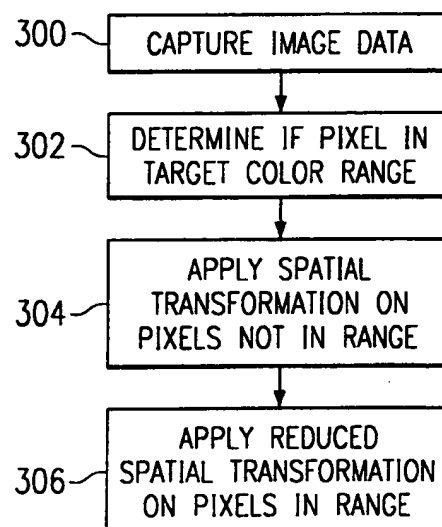 300
CAPTURE IMAGE DATA
302
DETERMINE IF PIXEL IN
TARGET COLOR RANGE
304
APPLY SPATIAL
TRANSFORMATION ON
PIXELS NOT IN RANGE
306
APPLY REDUCED
SPATIAL TRANSFORMATION
ON PIXELS IN RANGE